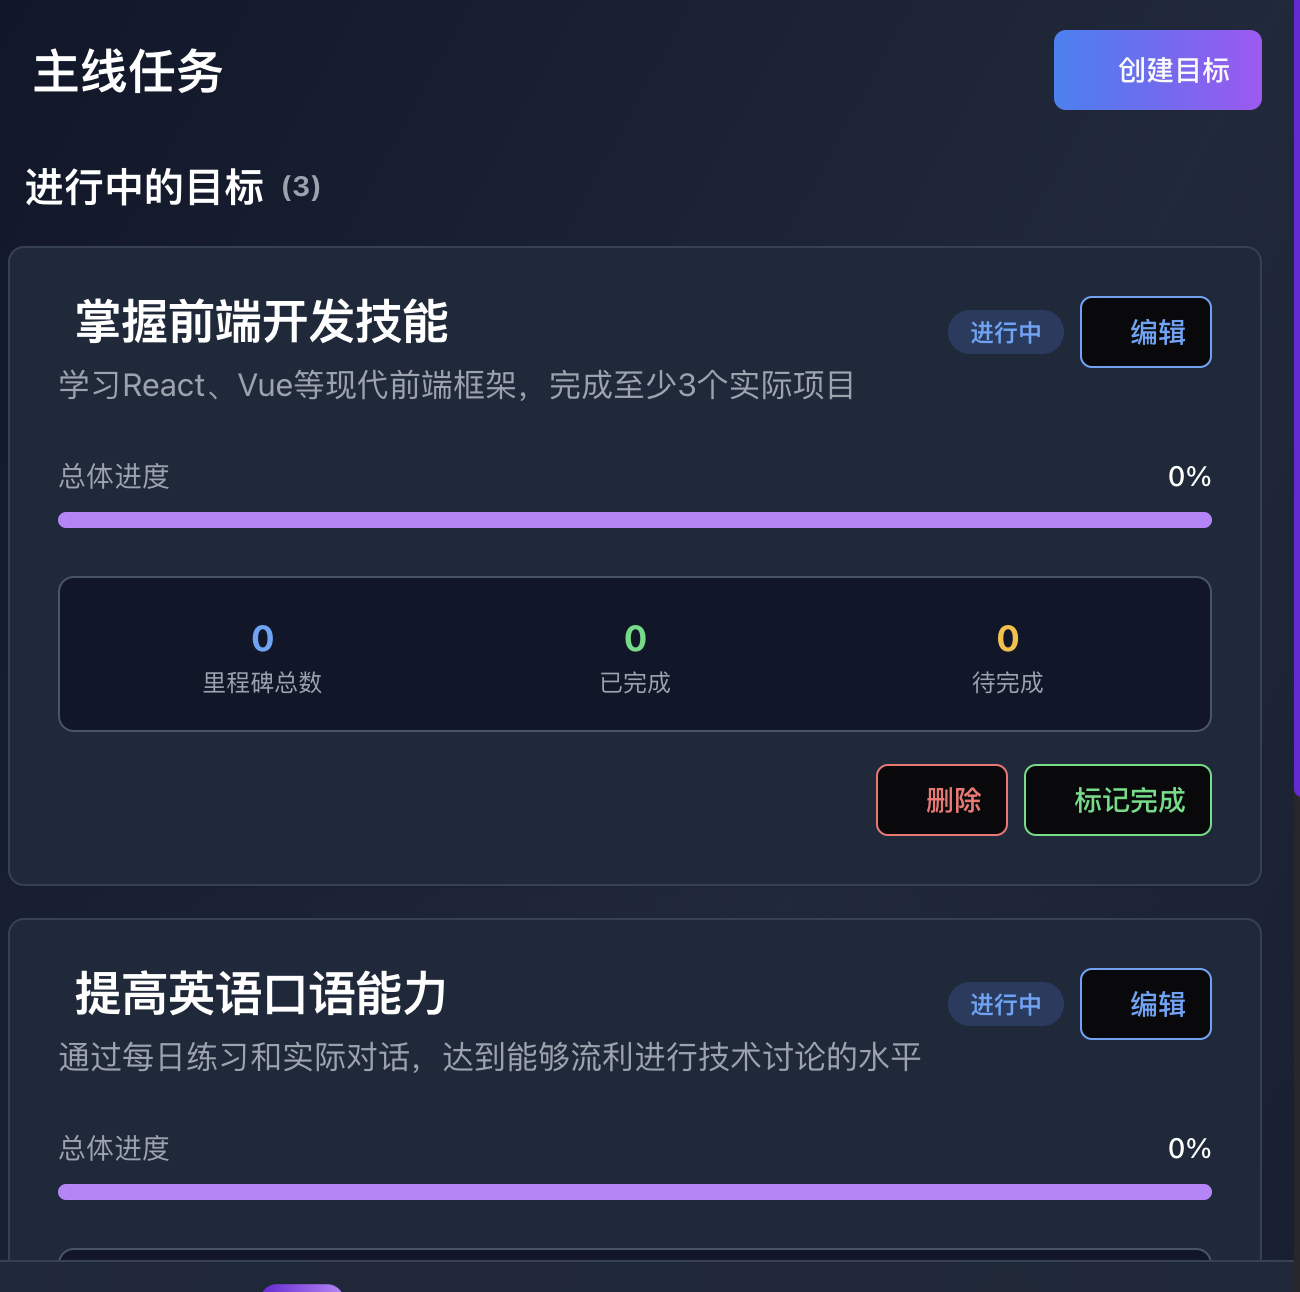 主线任务
创建目标
进行中的目标 (3)
掌握前端开发技能
进行中
编辑
学习React、Vue等现代前端框架，完成至少3个实际项目
总体进度
0%
0
0
0
里程碑总数
已完成
待完成
删除
标记完成
提高英语口语能力
进行中
编辑
通过每日练习和实际对话，达到能够流利进行技术讨论的水平
总体进度
0%